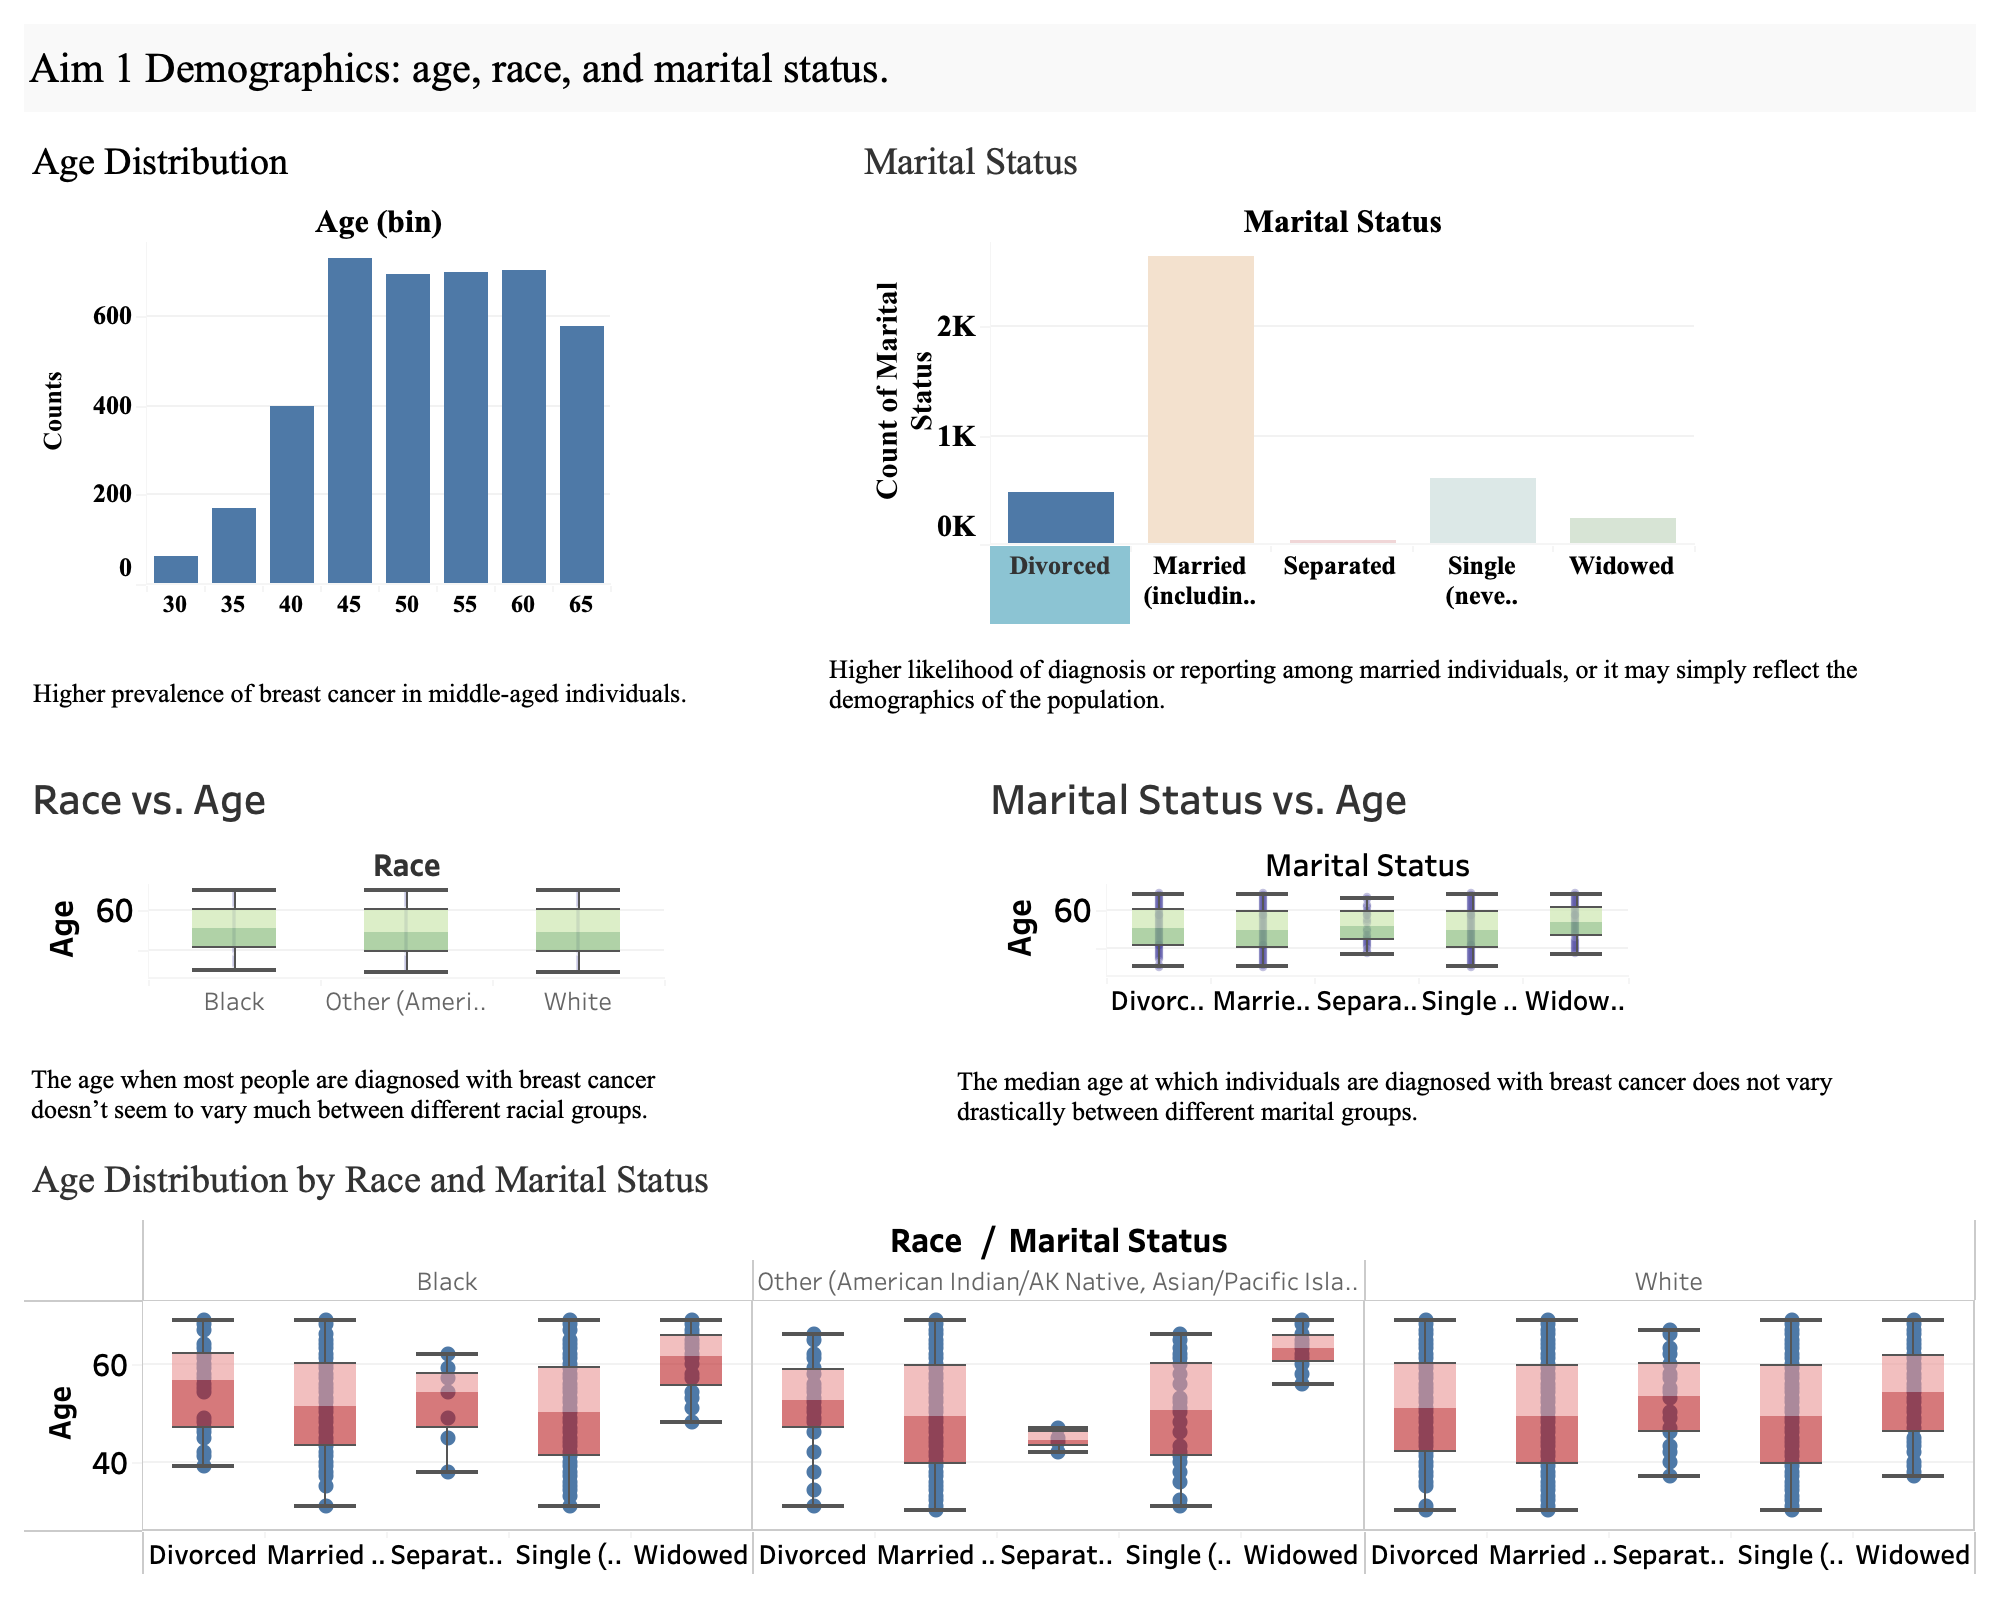 Aim 1 Demographics: age, race, and marital status.
Age Distribution
Age (bin)
Counts
600
400
200
0
30 35 40 45 50 55 60 65
Higher prevalence of breast cancer in middle-aged individuals.
Marital Status
Marital Status
Count of Marital
Status
2K
1K
0K
Divorced
Married
(includin..
Separated
Single
(neve..
Widowed
Higher likelihood of diagnosis or reporting among married individuals, or it may simply reflect the
demographics of the population.
Race vs. Age
Race
Age
60
Black Other (Ameri.. White
The age when most people are diagnosed with breast cancer
doesn’t seem to vary much between different racial groups.
Marital Status vs. Age
Marital Status
Age
60
Divorc.. Marrie.. Separa.. Single .. Widow..
The median age at which individuals are diagnosed with breast cancer does not vary
drastically between different marital groups.
Age Distribution by Race and Marital Status
Race / Marital Status
Black Other (American Indian/AK Native, Asian/Pacific Isla.. White
Age
60
40
Divorced Married .. Separat.. Single (.. Widowed Divorced Married .. Separat.. Single (.. Widowed Divorced Married .. Separat.. Single (.. Widowed